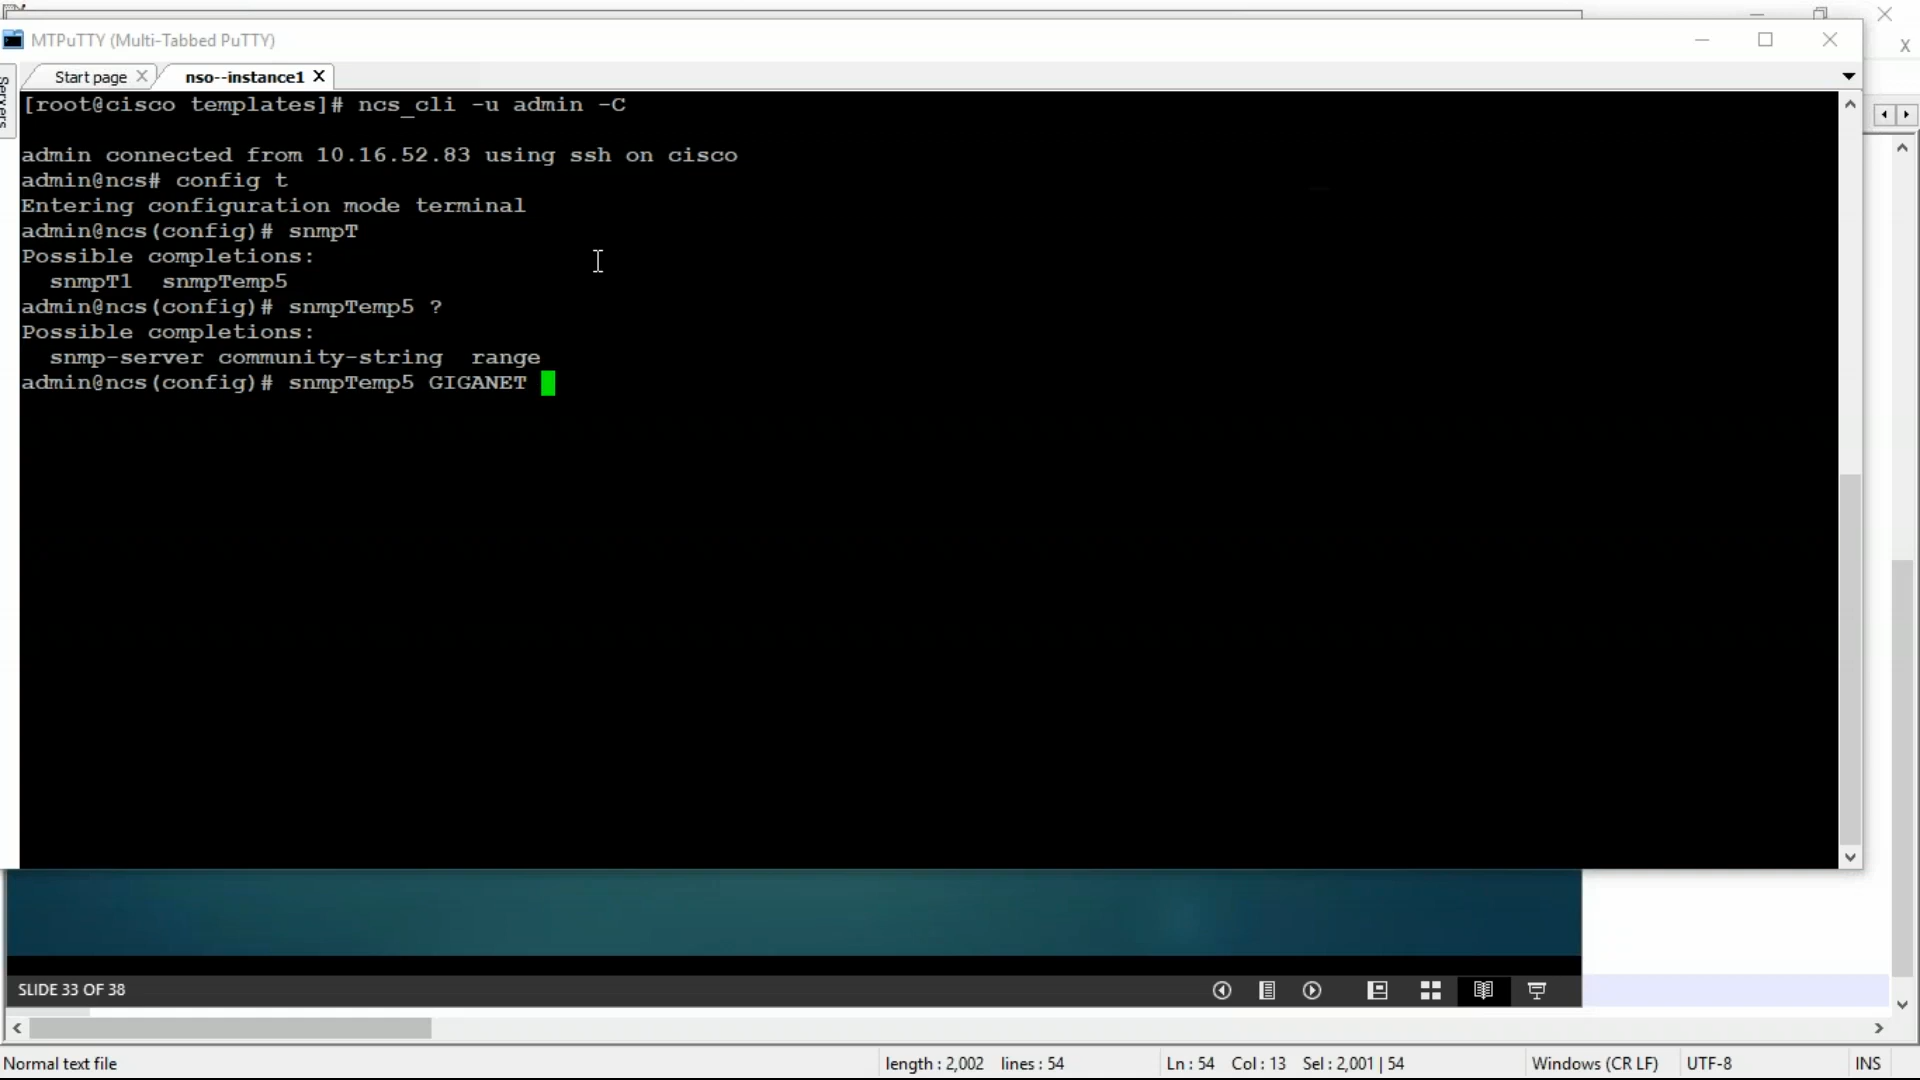 MTPuTTY (Multi-Tabbed PuTTY)
Servers
Start page
nso--instance1
[root@cisco templates]# ncs_cli -u admin -C
admin connected from 10.16.52.83 using ssh on cisco
admin@ncs# config t
Entering configuration mode terminal
admin@ncs(config)# snmpT
Possible completions:
snmpT1 snmpTemp5
admin@ncs(config)# snmpTemp5 ?
Possible completions:
snmp-server community-string range
admin@ncs(config)# snmpTemp5 GIGANET
SLIDE 33 OF 38
Normal text file
length : 2,002 lines : 54
Ln : 54 Col : 13 Sel : 2,001 | 54
Windows (CR LF)
UTF-8
INS